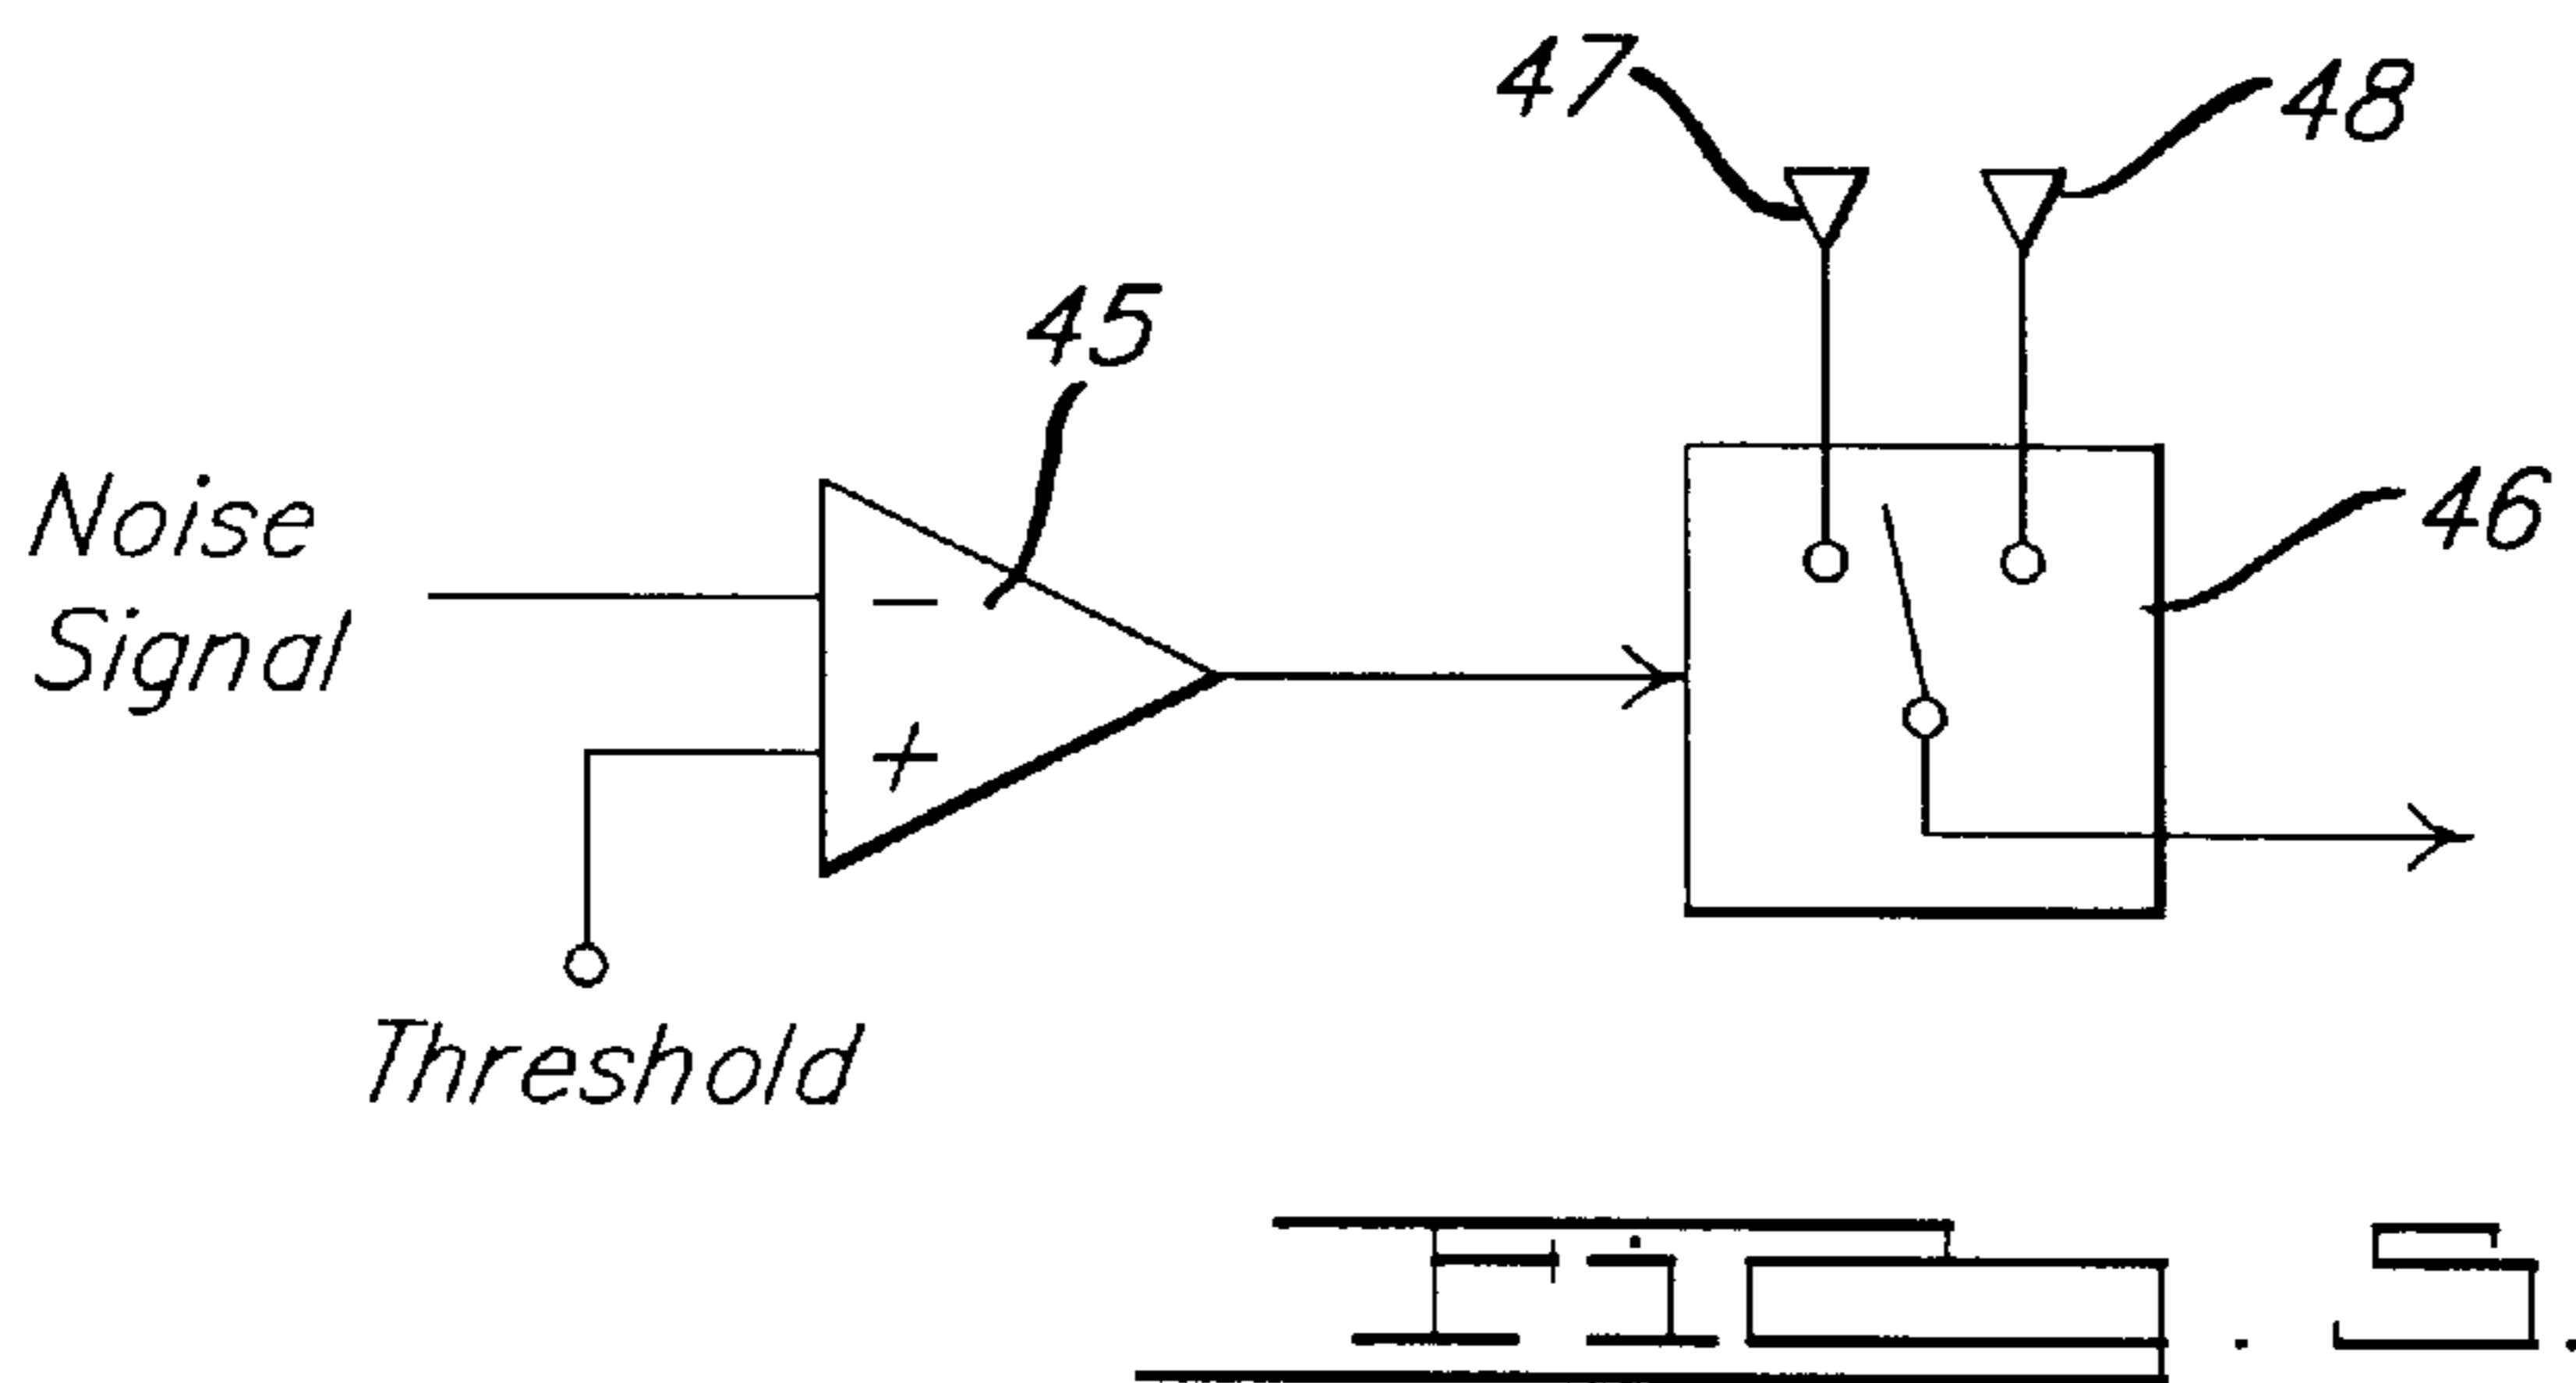 47
48
45
46
Noise
Signal
−
+
Threshold
Fig. 5.